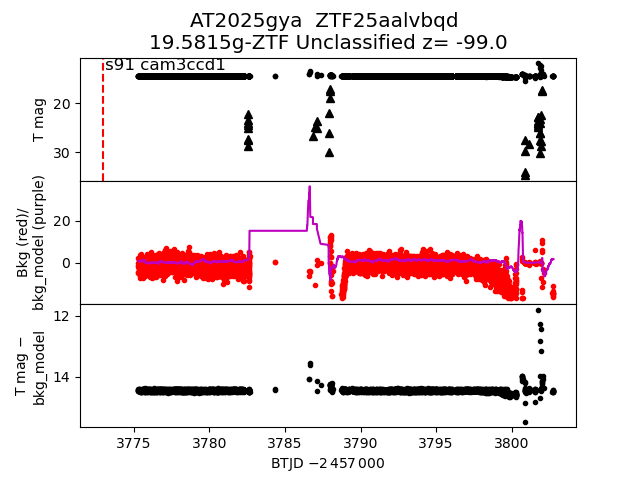 AT2025gya  ZTF25aalvbqd
19.5815g-ZTF Unclassified z= -99.0
s91 cam3ccd1
T mag
20
30
Bkg (red)/
bkg_model (purple)
20
0
T mag −
bkg_model
12
14
3775 3780 3785 3790 3795 3800
BTJD −2 457 000